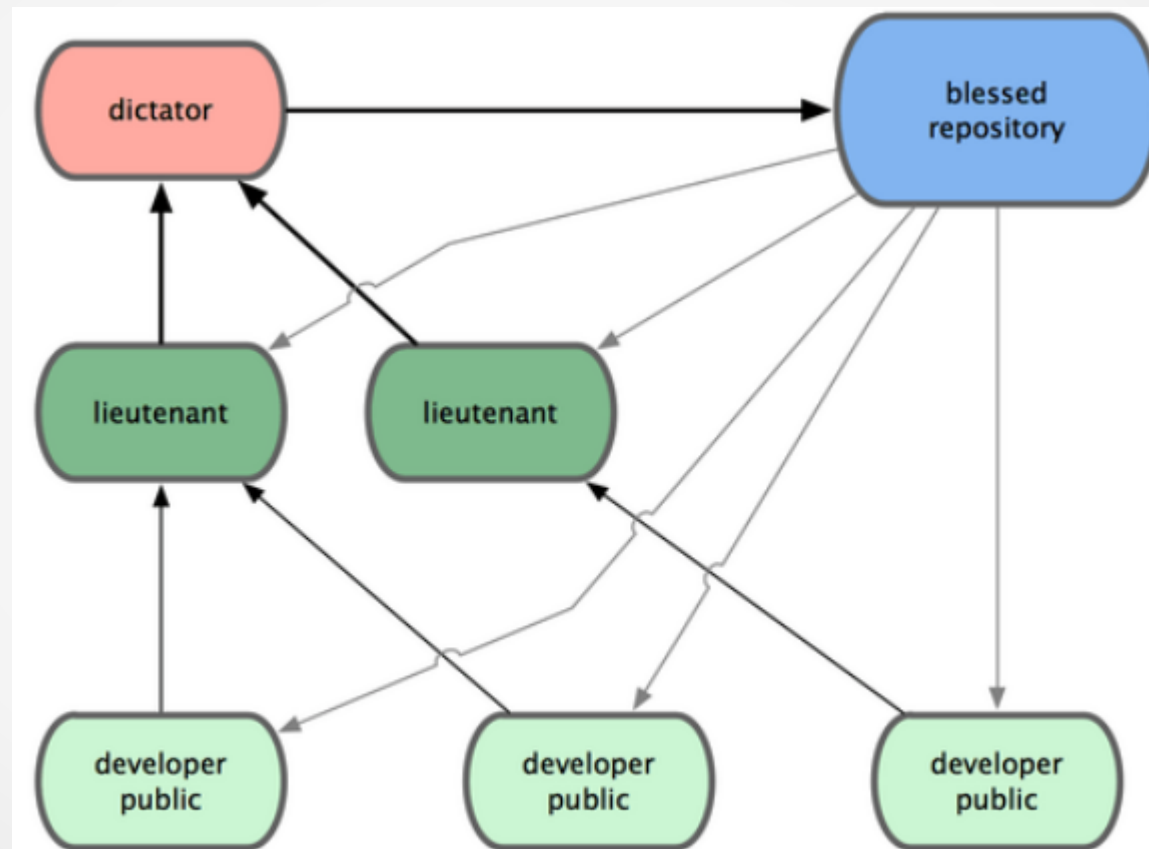 dictator
blessed
repository
lieutenant
lieutenant
developer
public
developer
public
developer
public